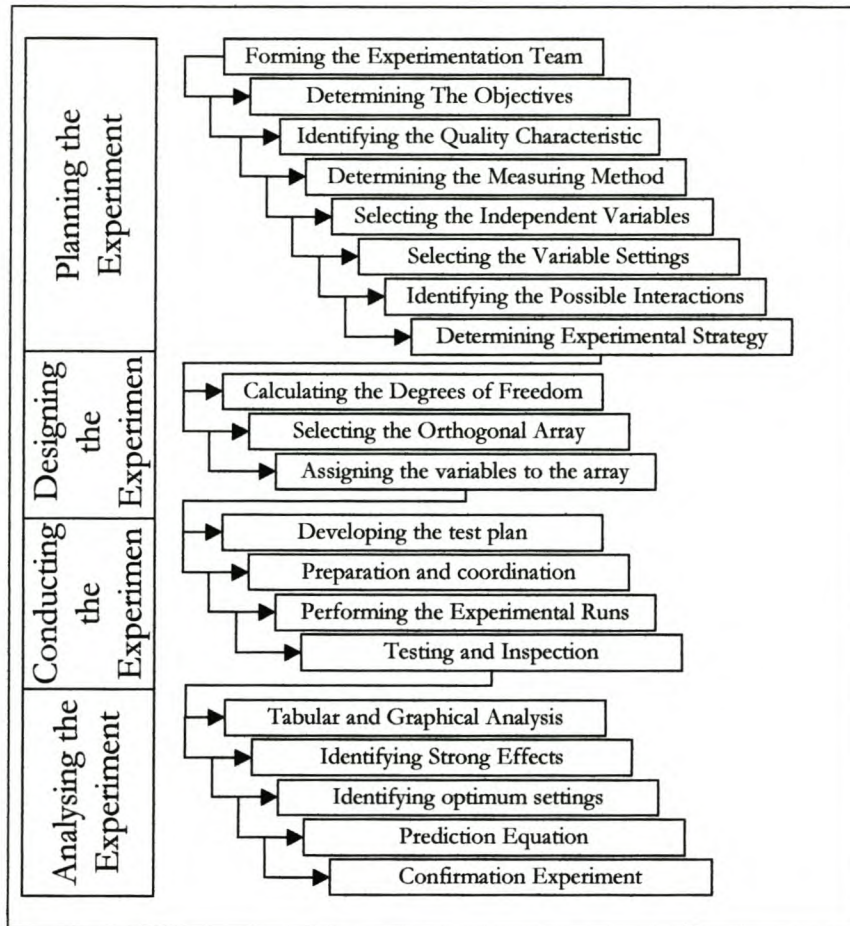 Planning the
Experiment
Forming the Experimentation Team
Determining The Objectives
Identifying the Quality Characteristic
Determining the Measuring Method
Selecting the Independent Variables
Selecting the Variable Settings
Identifying the Possible Interactions
Determining Experimental Strategy
Designing
the
Experimen
Calculating the Degrees of Freedom
Selecting the Orthogonal Array
Assigning the variables to the array
Conducting
the
Experimen
Developing the test plan
Preparation and coordination
Performing the Experimental Runs
Testing and Inspection
Analysing the
Experiment
Tabular and Graphical Analysis
Identifying Strong Effects
Identifying optimum settings
Prediction Equation
Confirmation Experiment